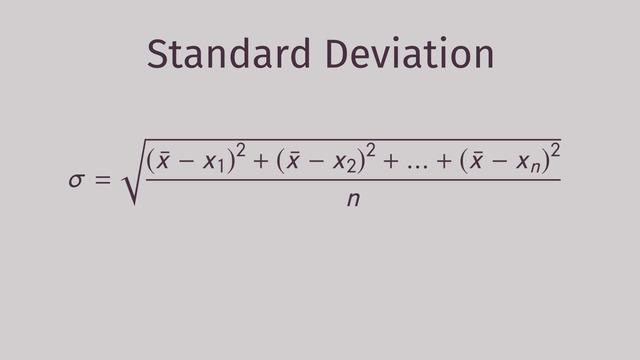 Standard Deviation
σ = √((x̄ − x₁)² + (x̄ − x₂)² + ... + (x̄ − xₙ)² / n)